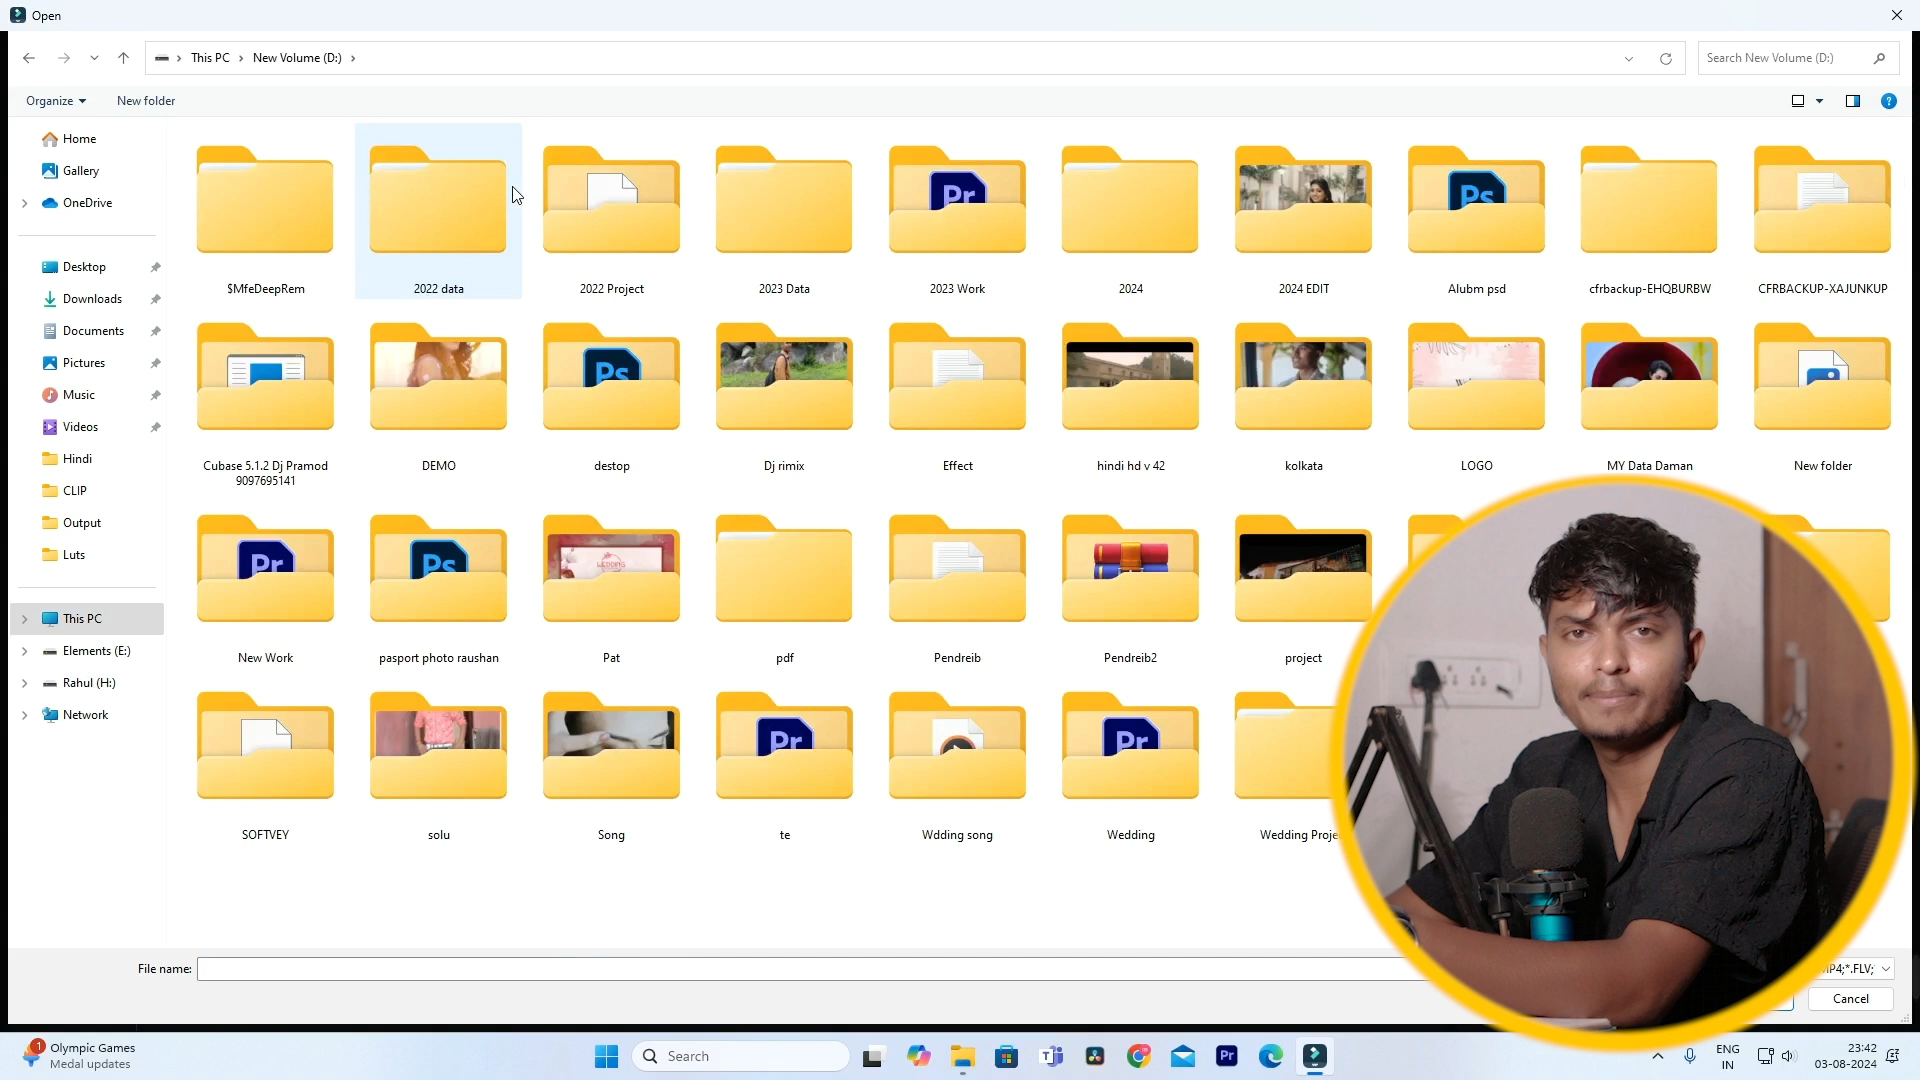 Open
This PC
New Volume (D:)
Search New Volume (D:)
Organize
New folder
Home
Gallery
OneDrive
Desktop
Downloads
Documents
Pictures
Music
Videos
Hindi
CLIP
Output
Luts
This PC
Elements (E:)
Rahul (H:)
Network
$MfeDeepRem
2022 data
2022 Project
2023 Data
2023 Work
2024
2024 EDIT
Alubm psd
cfrbackup-EHQBURBW
CFRBACKUP-XAJUNKUP
Cubase 5.1.2 Dj Pramod
9097695141
DEMO
destop
Dj rimix
Effect
hindi hd v 42
kolkata
LOGO
MY Data Daman
New folder
New Work
pasport photo raushan
Pat
pdf
Pendreib
Pendreib2
project
SOFTVEY
solu
Song
te
Wdding song
Wedding
Wedding
File name:
Cancel
Olympic Games
Medal updates
Search
ENG
IN
23:42
03-08-2024